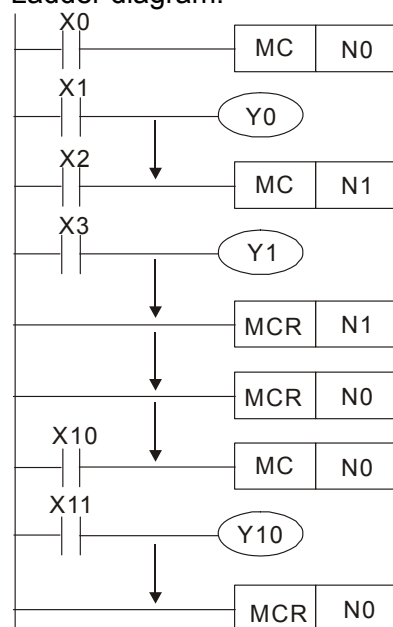 Ladder diagram:
X0
MC N0
X1
Y0
X2
MC N1
X3
Y1
MCR N1
MCR N0
X10
MC N0
X11
Y10
MCR N0